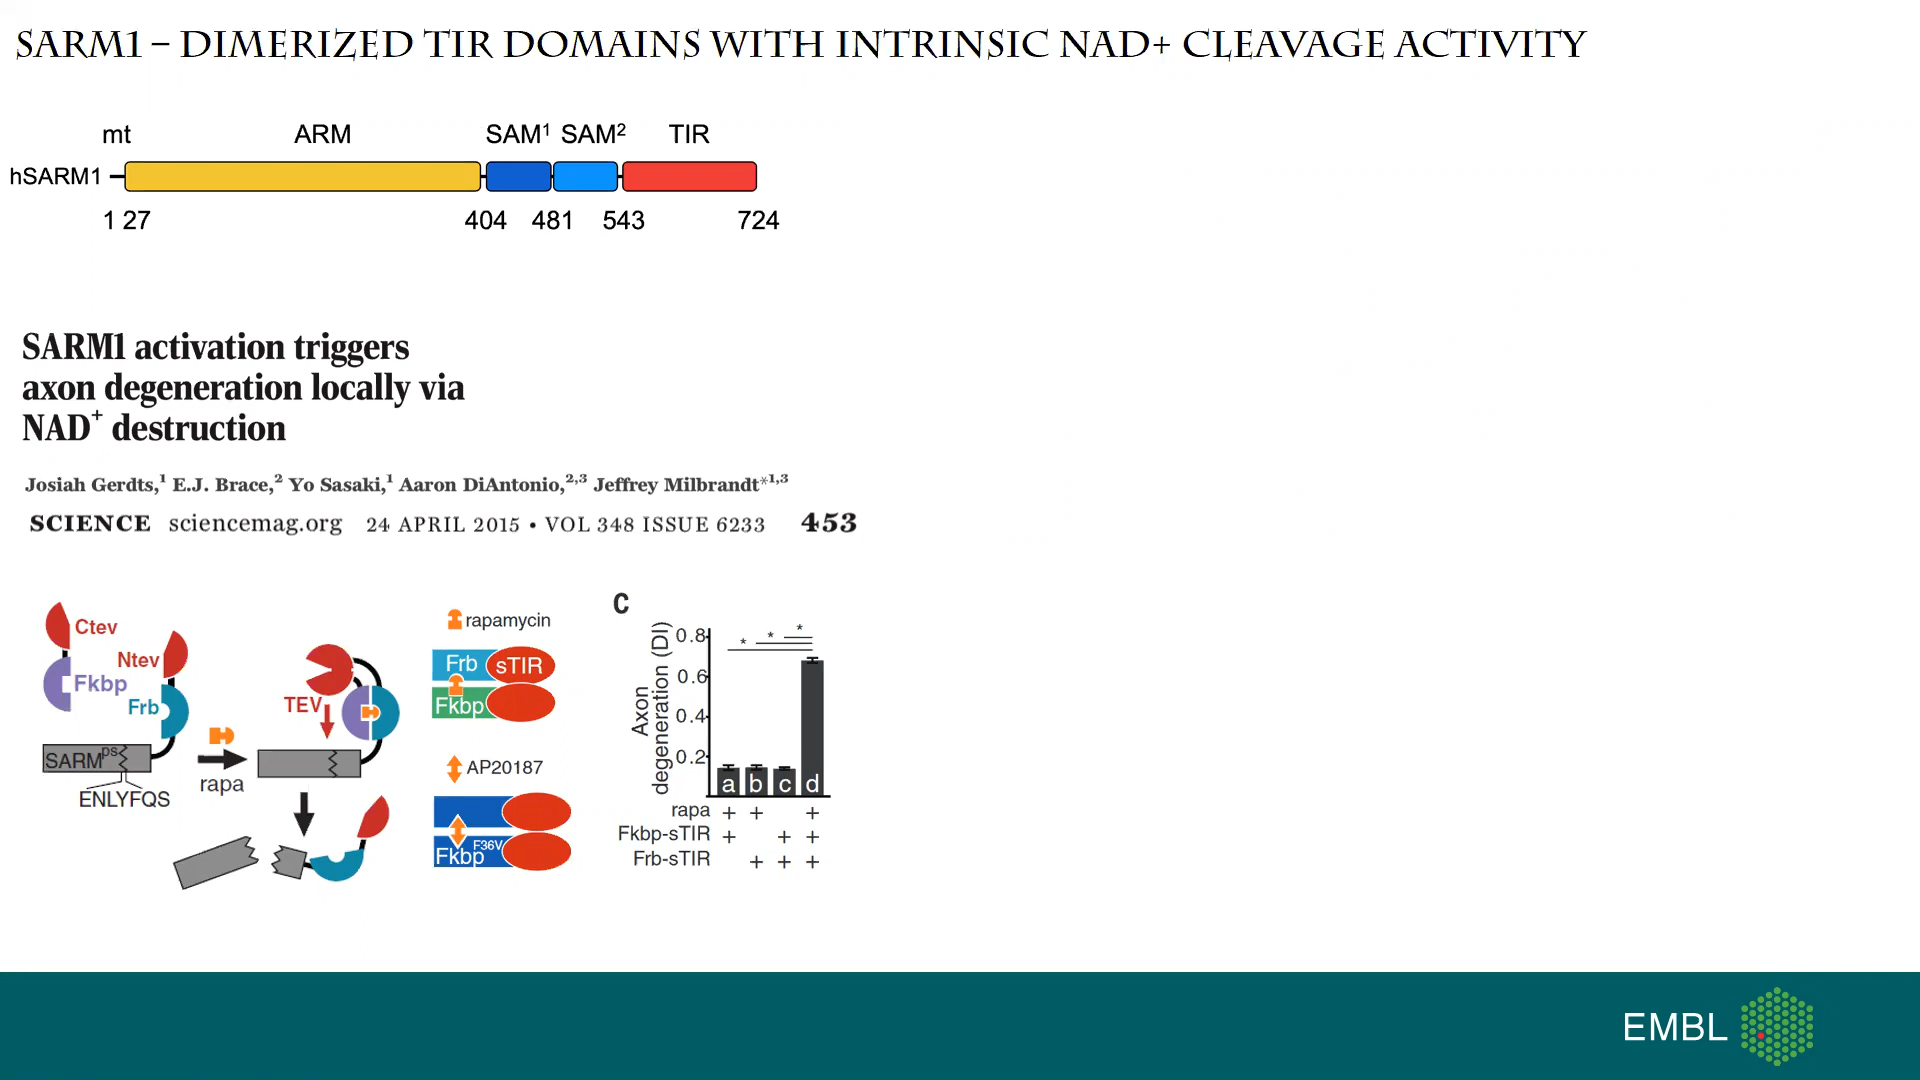 SARM1 – DIMERIZED TIR DOMAINS WITH INTRINSIC NAD+ CLEAVAGE ACTIVITY
mt ARM SAM¹ SAM² TIR
hSARM1
1 27 404 481 543 724
SARM1 activation triggers
axon degeneration locally via
NAD⁺ destruction
Josiah Gerdts,¹ E.J. Brace,² Yo Sasaki,¹ Aaron DiAntonio,²,³ Jeffrey Milbrandt*¹,³
SCIENCE sciencemag.org 24 APRIL 2015 • VOL 348 ISSUE 6233 453
Ctev
Ntev
Fkbp
Frb
SARMps
ENLYFQS
rapa
TEV
rapamycin
Frb sTIR
Fkbp
AP20187
Fkbp F36V
C
Axon
degeneration (DI)
0.8
0.6
0.4
0.2
* * *
a b c d
rapa + + +
Fkbp-sTIR + + +
Frb-sTIR + + +
EMBL